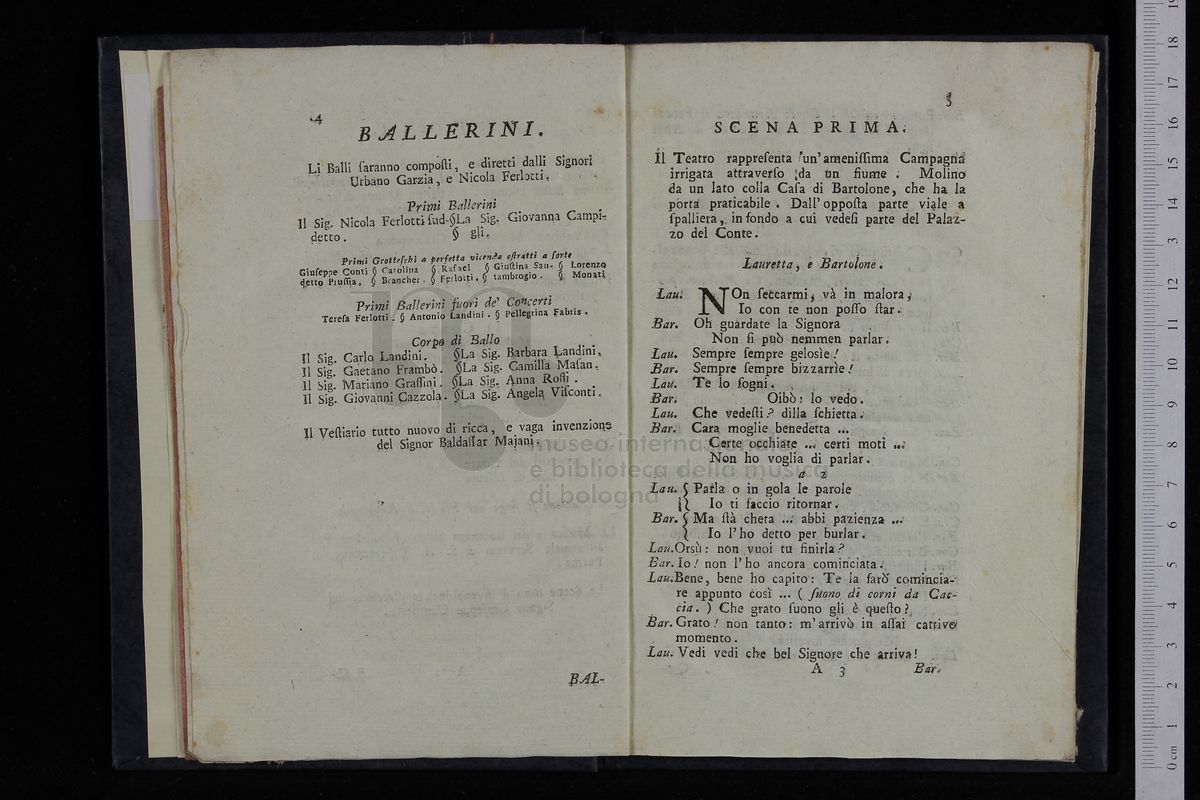 4
BALLERINI.
Li Balli ſaranno compoſti, e diretti dalli Signori
Urbano Garzia, e Nicola Ferlotti.
Primi Ballerini
Il Sig. Nicola Ferlotti ſud-§La Sig. Giovanna Campi-
detto. § gli.
Primi Grotteſchi a perfetta vicenda eſtratti a ſorte
Giuſeppe Conti § Carolina § Rafael § Giuſtina San- § Lorenzo
detto Pruſſia. § Brancher. § Ferlotti. § tambrogio. § Monati
Primi Ballerini fuori de' Concerti
Tereſa Ferlotti. § Antonio Landini. § Pellegrina Fabris.
Corpo di Ballo
Il Sig. Carlo Landini. §La Sig. Barbara Landini.
Il Sig. Gaetano Frambò. §La Sig. Camilla Maſan.
Il Sig. Mariano Graſſini. §La Sig. Anna Roſſi.
Il Sig. Giovanni Cazzola. §La Sig. Angela Viſconti.
Il Veſtiario tutto nuovo di ricca, e vaga invenzione
del Signor Baldaſſar Majani.
BAL-
5
SCENA PRIMA.
Il Teatro rappreſenta un'ameniſſima Campagna
irrigata attraverſo da un fiume. Molino
da un lato colla Caſa di Bartolone, che ha la
porta praticabile. Dall'oppoſta parte viale a
ſpalliera, in fondo a cui vedeſi parte del Palaz-
zo del Conte.
Lauretta, e Bartolone.
Lau. NOn ſeccarmi, và in malora,
Io con te non poſſo ſtar.
Bar. Oh guardate la Signora
Non ſi può nemmen parlar.
Lau. Sempre ſempre geloſìe!
Bar. Sempre ſempre bizzarrìe!
Lau. Te lo ſogni.
Bar. Oibò: lo vedo.
Lau. Che vedeſti? dilla ſchietta.
Bar. Cara moglie benedetta ...
Certe occhiate ... certi moti ...
Non ho voglia di parlar.
a 2
Lau. Parla o in gola le parole
Io ti faccio ritornar.
Bar. Ma ſtà cheta ... abbi pazienza ...
Io l'ho detto per burlar.
Lau.Orsù: non vuoi tu finirla?
Bar. Io! non l'ho ancora cominciata.
Lau.Bene, bene ho capito: Te la farò comincia-
re appunto così ... ( ſuono di corni da Cac-
cia. ) Che grato ſuono gli è queſto?
Bar. Grato! non tanto: m'arrivò in aſſai cattivo
momento.
Lau. Vedi vedi che bel Signore che arriva!
A 3 Bar.
museo internazionale
e biblioteca della musica
di bologna